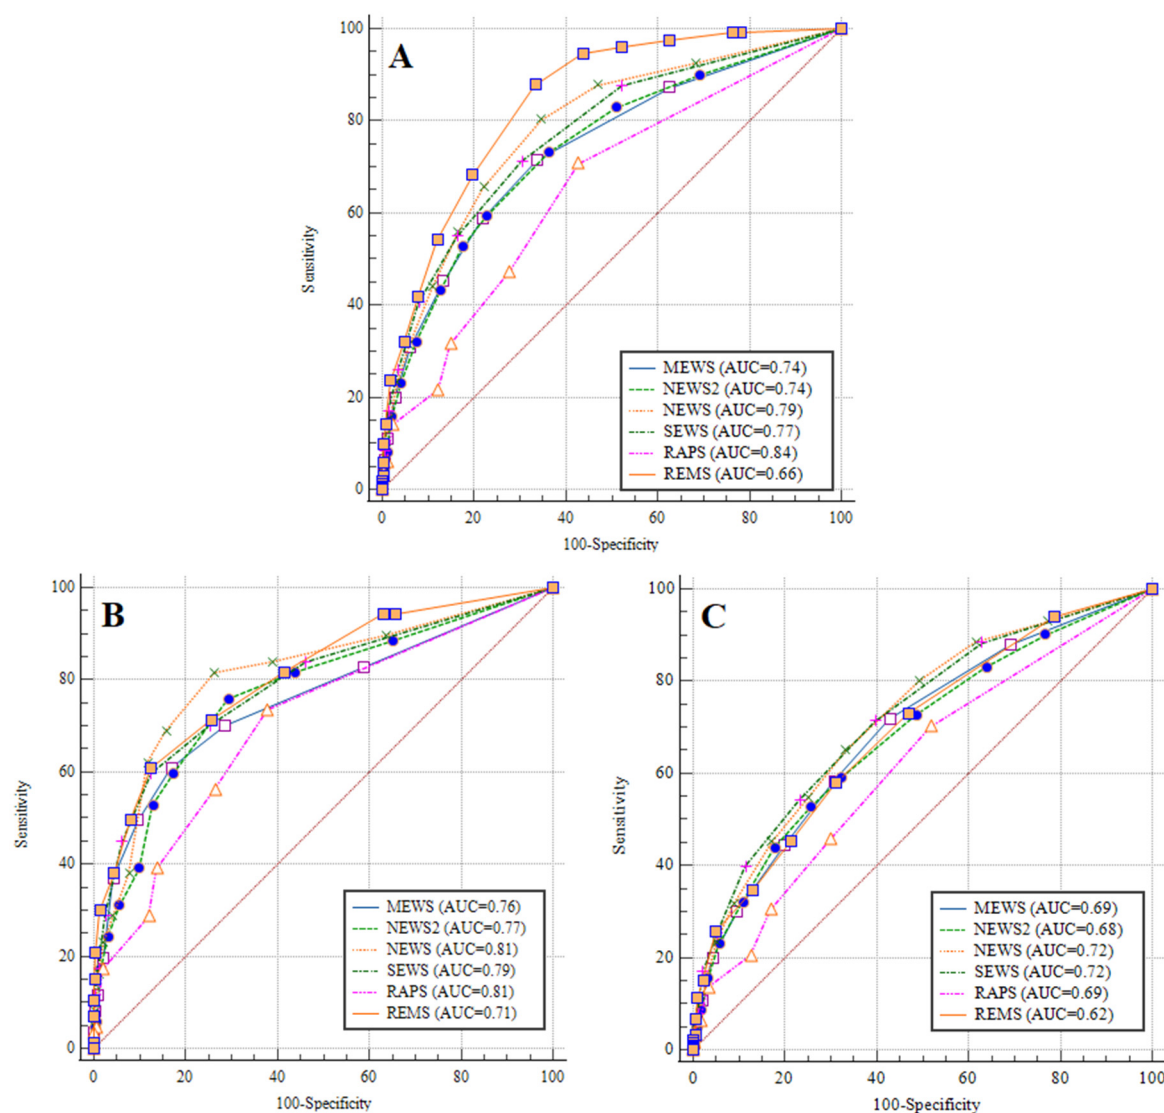 A
100
80
60
40
20
0
Sensitivity
MEWS (AUC=0.74)
NEWS2 (AUC=0.74)
NEWS (AUC=0.79)
SEWS (AUC=0.77)
RAPS (AUC=0.84)
REMS (AUC=0.66)
0 20 40 60 80 100
100-Specificity
B
100
80
60
40
20
0
Sensitivity
MEWS (AUC=0.76)
NEWS2 (AUC=0.77)
NEWS (AUC=0.81)
SEWS (AUC=0.79)
RAPS (AUC=0.81)
REMS (AUC=0.71)
0 20 40 60 80 100
100-Specificity
C
100
80
60
40
20
0
Sensitivity
MEWS (AUC=0.69)
NEWS2 (AUC=0.68)
NEWS (AUC=0.72)
SEWS (AUC=0.72)
RAPS (AUC=0.69)
REMS (AUC=0.62)
0 20 40 60 80 100
100-Specificity